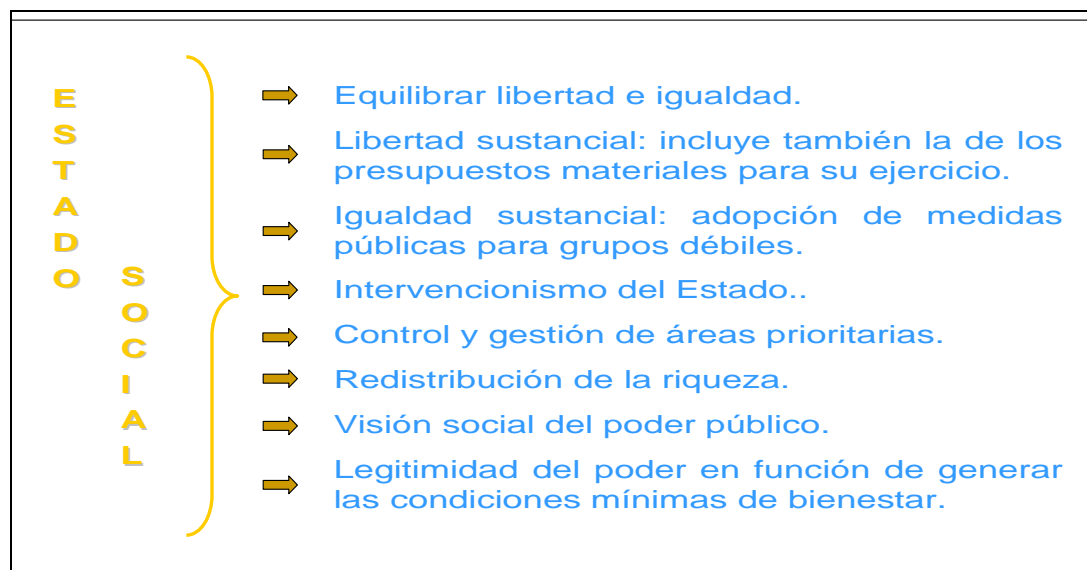 ESTADO
SOCIAL
Equilibrar libertad e igualdad.
Libertad sustancial: incluye también la de los
presupuestos materiales para su ejercicio.
Igualdad sustancial: adopción de medidas
públicas para grupos débiles.
Intervencionismo del Estado..
Control y gestión de áreas prioritarias.
Redistribución de la riqueza.
Visión social del poder público.
Legitimidad del poder en función de generar
las condiciones mínimas de bienestar.